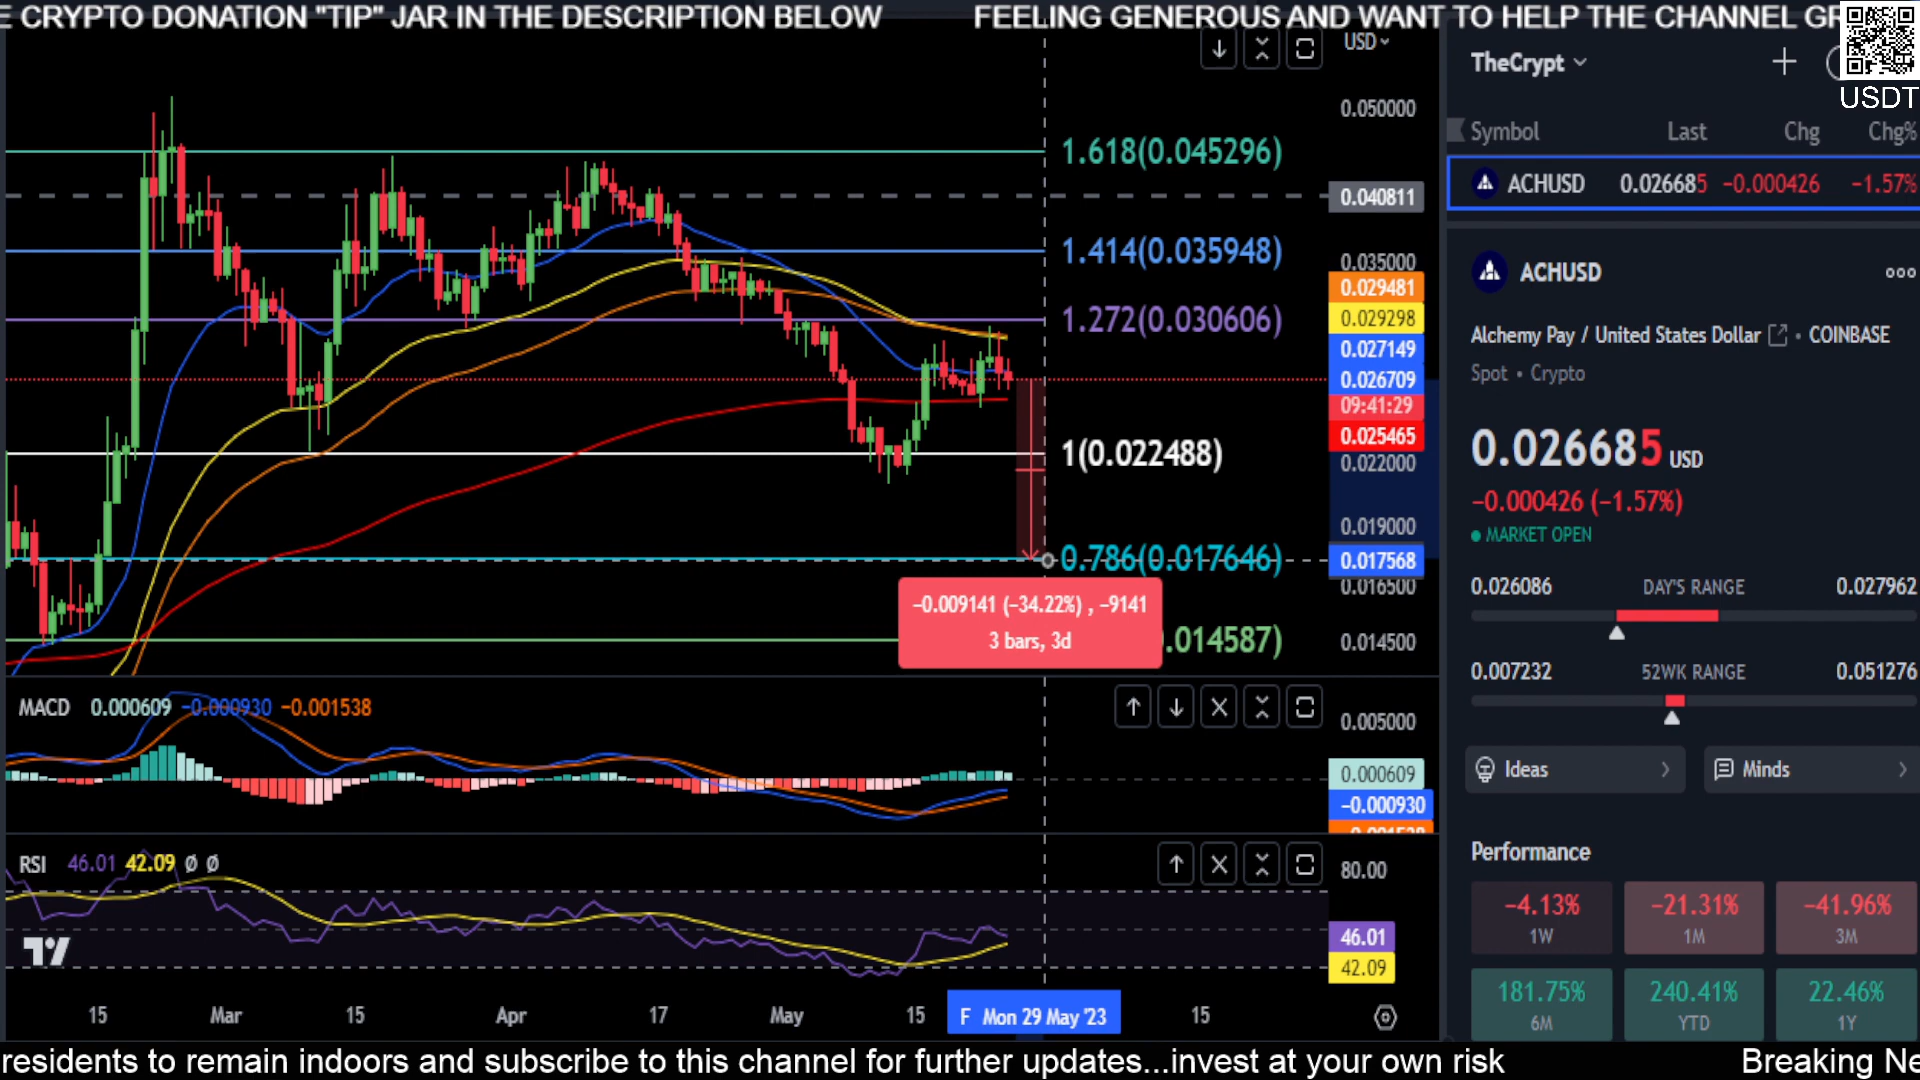 E CRYPTO DONATION "TIP" JAR IN THE DESCRIPTION BELOW FEELING GENEROUS AND WANT TO HELP THE CHANNEL GR
USD
TheCrypt
USDT
Symbol Last Chg Chg%
ACHUSD 0.026685 −0.000426 −1.57%
0.050000
1.618(0.045296)
0.040811
1.414(0.035948)
0.035000
0.029481
1.272(0.030606)
0.029298
0.027149
0.026709
09:41:29
0.025465
1(0.022488)
0.022000
0.019000
0.786(0.017646)
0.017568
0.016500
−0.009141 (−34.22%) , −9141
3 bars, 3d
.014587)
0.014500
ACHUSD
Alchemy Pay / United States Dollar • COINBASE
Spot • Crypto
0.026685 USD
−0.000426 (−1.57%)
MARKET OPEN
0.026086 DAY'S RANGE 0.027962
0.007232 52WK RANGE 0.051276
Ideas
Minds
Performance
−4.13% −21.31% −41.96%
1W 1M 3M
181.75% 240.41% 22.46%
6M YTD 1Y
MACD 0.000609 −0.000930 −0.001538
0.005000
0.000609
−0.000930
RSI 46.01 42.09 Ø Ø
80.00
46.01
42.09
15 Mar 15 Apr 17 May 15 F Mon 29 May '23 15
residents to remain indoors and subscribe to this channel for further updates...invest at your own risk Breaking Ne